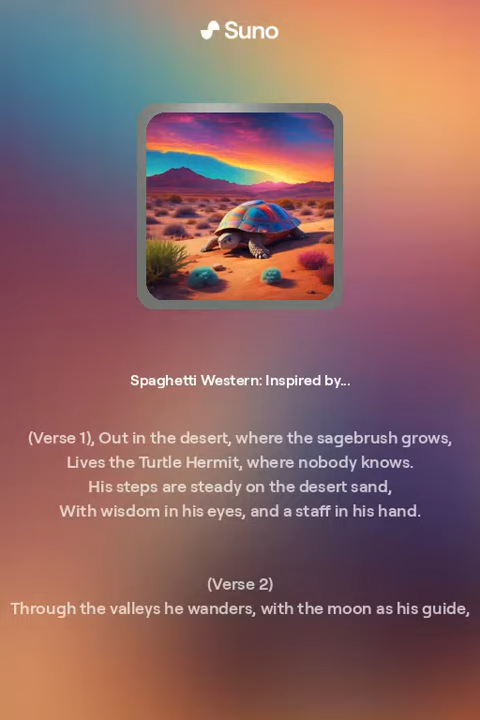 Suno
Spaghetti Western: Inspired by...
(Verse 1), Out in the desert, where the sagebrush grows,
Lives the Turtle Hermit, where nobody knows.
His steps are steady on the desert sand,
With wisdom in his eyes, and a staff in his hand.
(Verse 2)
Through the valleys he wanders, with the moon as his guide,